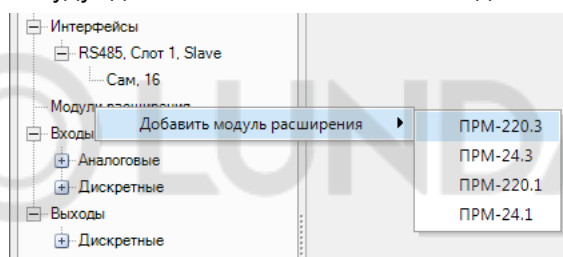 Интерфейсы
RS485, Слот 1, Slave
Сам, 16
Модули расширения
Добавить модуль расширения
ПРМ-220.3
ПРМ-24.3
ПРМ-220.1
ПРМ-24.1
Входы
Аналоговые
Дискретные
Выходы
Дискретные
LUNDA